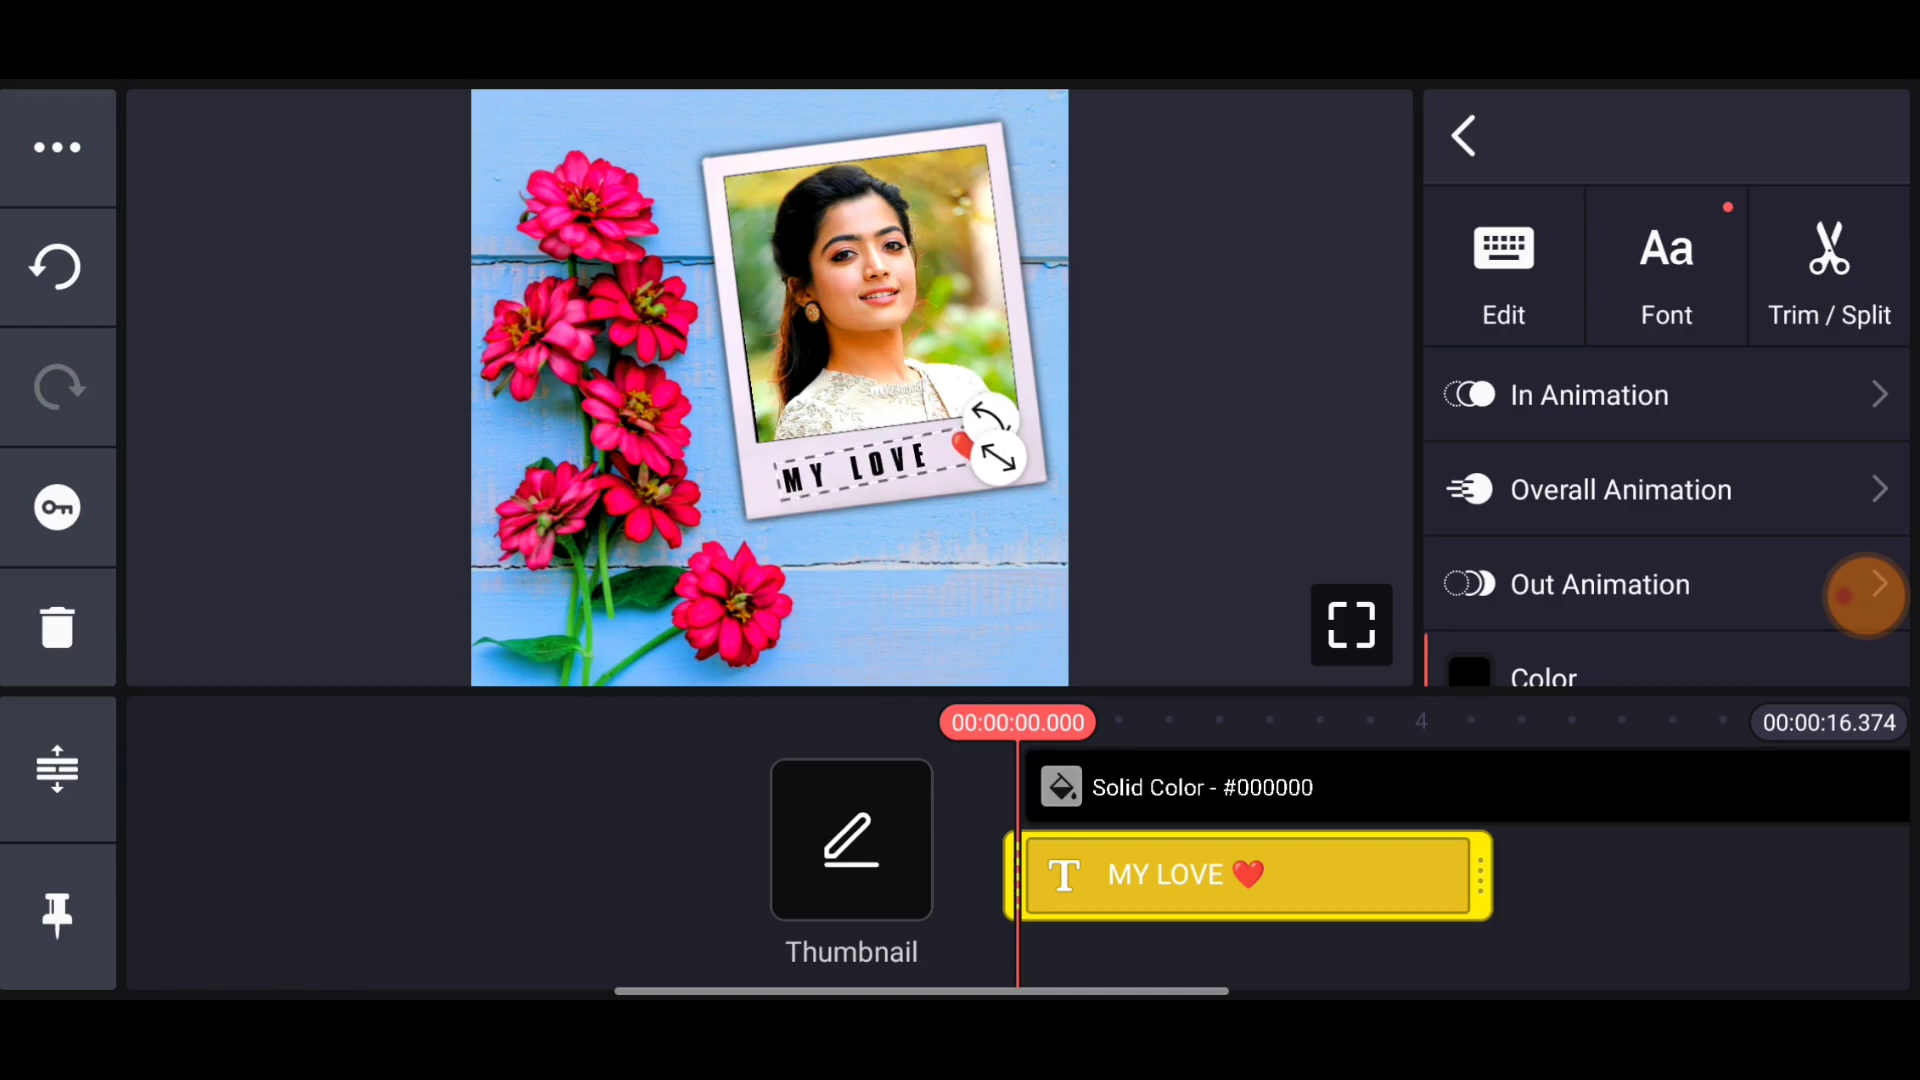 MY LOVE ❤️
Edit
Font
Trim / Split
In Animation
Overall Animation
Out Animation
Color
00:00:00.000
4
00:00:16.374
Solid Color - #000000
MY LOVE ❤️
Thumbnail